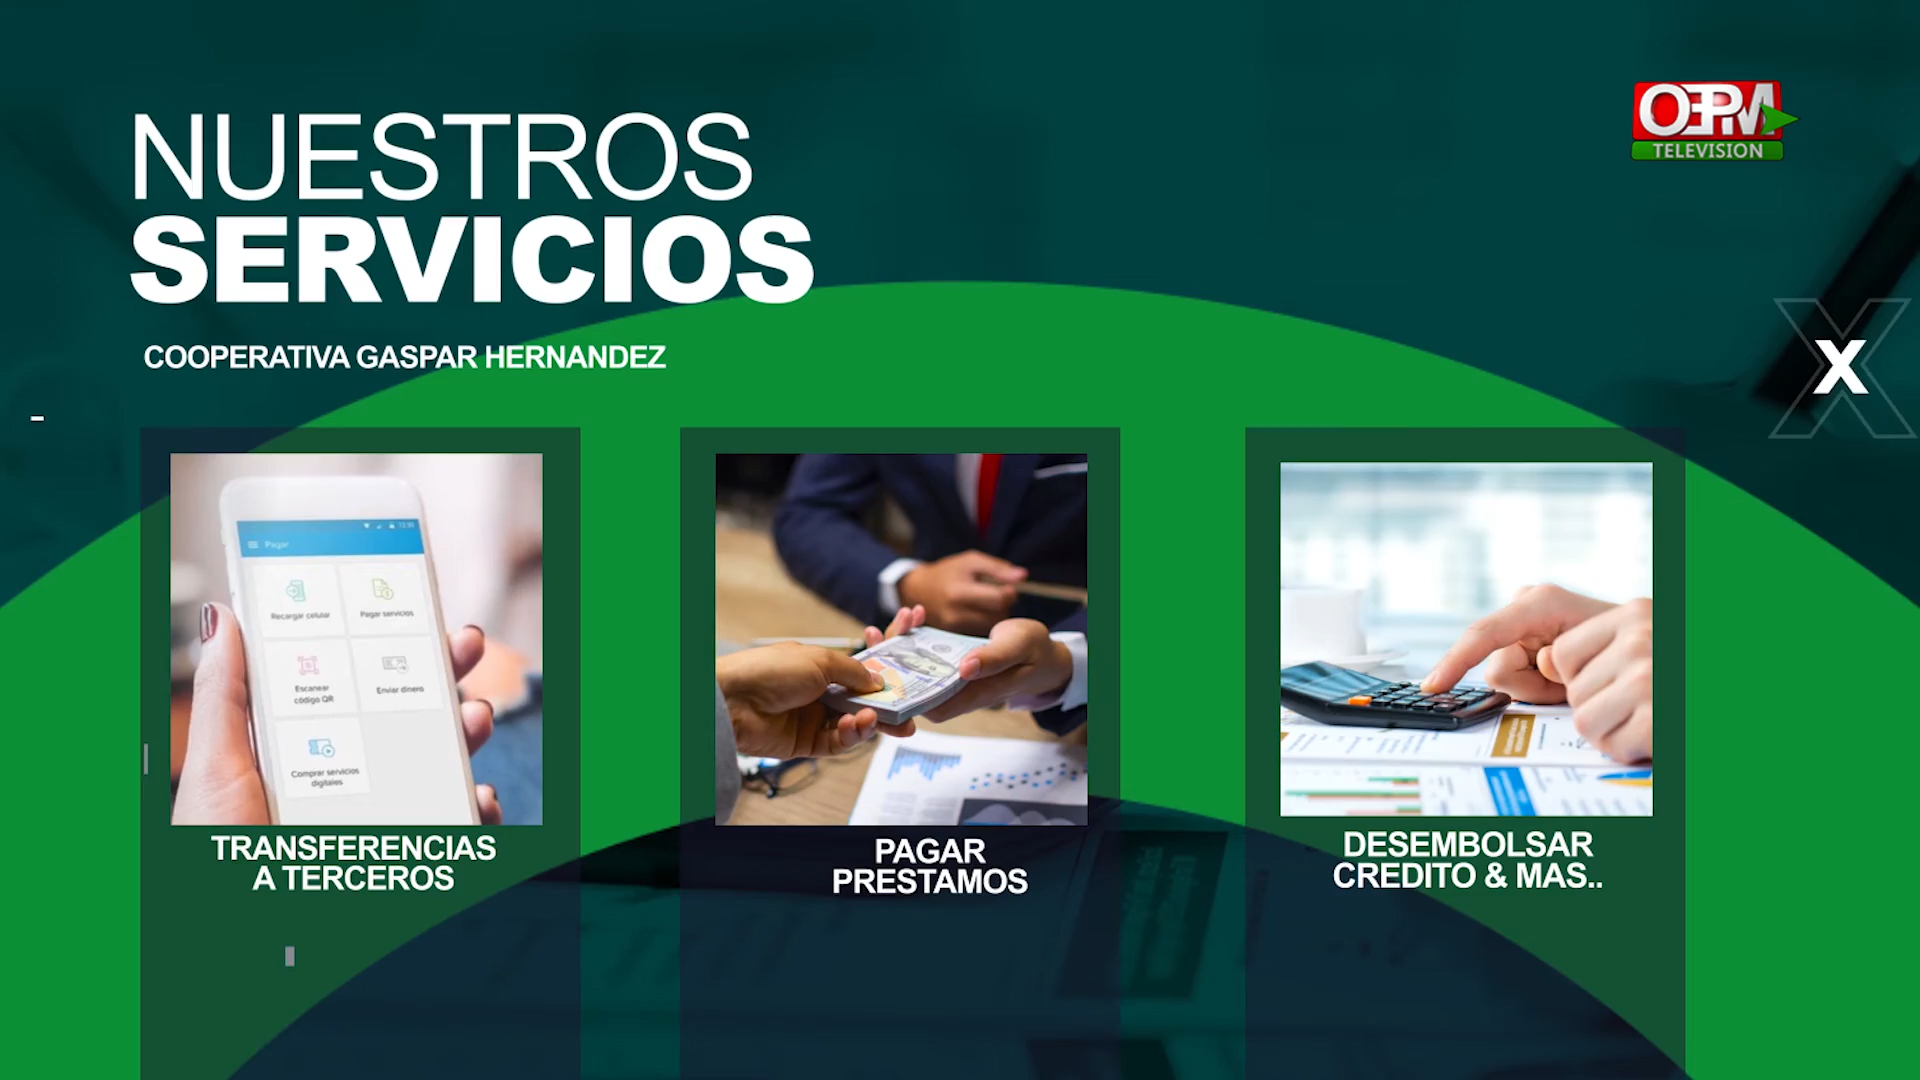 NUESTROS
SERVICIOS
COOPERATIVA GASPAR HERNANDEZ
OEPM
TELEVISION
X
Pagar
Recargar celular
Pagar servicios
Escanear
código QR
Enviar dinero
Comprar servicios
digitales
TRANSFERENCIAS
A TERCEROS
PAGAR
PRESTAMOS
DESEMBOLSAR
CREDITO & MAS..